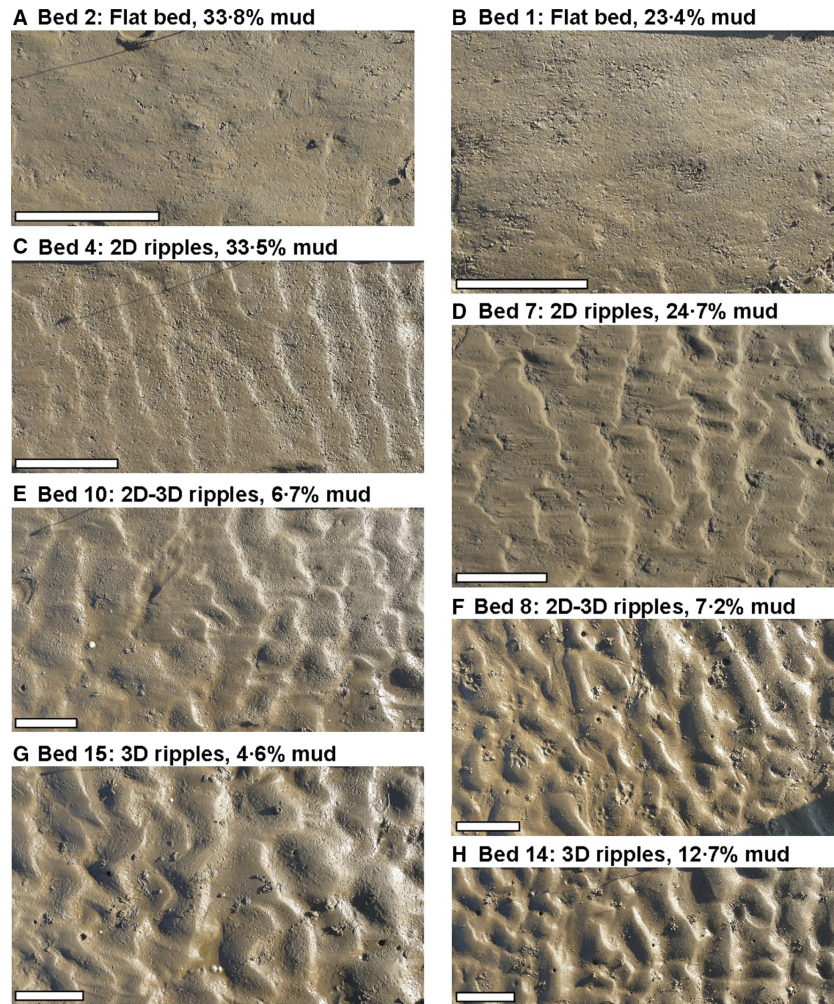 A Bed 2: Flat bed, 33·8% mud
B Bed 1: Flat bed, 23·4% mud
C Bed 4: 2D ripples, 33·5% mud
D Bed 7: 2D ripples, 24·7% mud
E Bed 10: 2D-3D ripples, 6·7% mud
F Bed 8: 2D-3D ripples, 7·2% mud
G Bed 15: 3D ripples, 4·6% mud
H Bed 14: 3D ripples, 12·7% mud